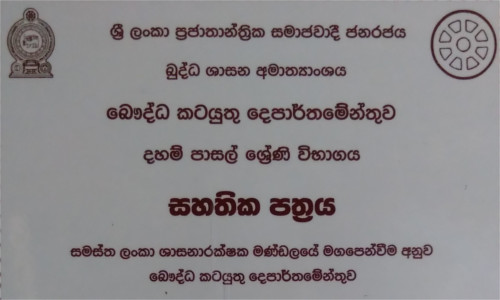 ශ්‍රී ලංකා ප්‍රජාතාන්ත්‍රික සමාජවාදී ජනරජය
බුද්ධ ශාසන අමාත්‍යාංශය
බෞද්ධ කටයුතු දෙපාර්තමේන්තුව
දහම් පාසල් ශ්‍රේණි විභාගය
සහතික පත්‍රය
සමස්ත ලංකා ශාසනාරක්ෂක මණ්ඩලයේ මගපෙන්වීම අනුව
බෞද්ධ කටයුතු දෙපාර්තමේන්තුව